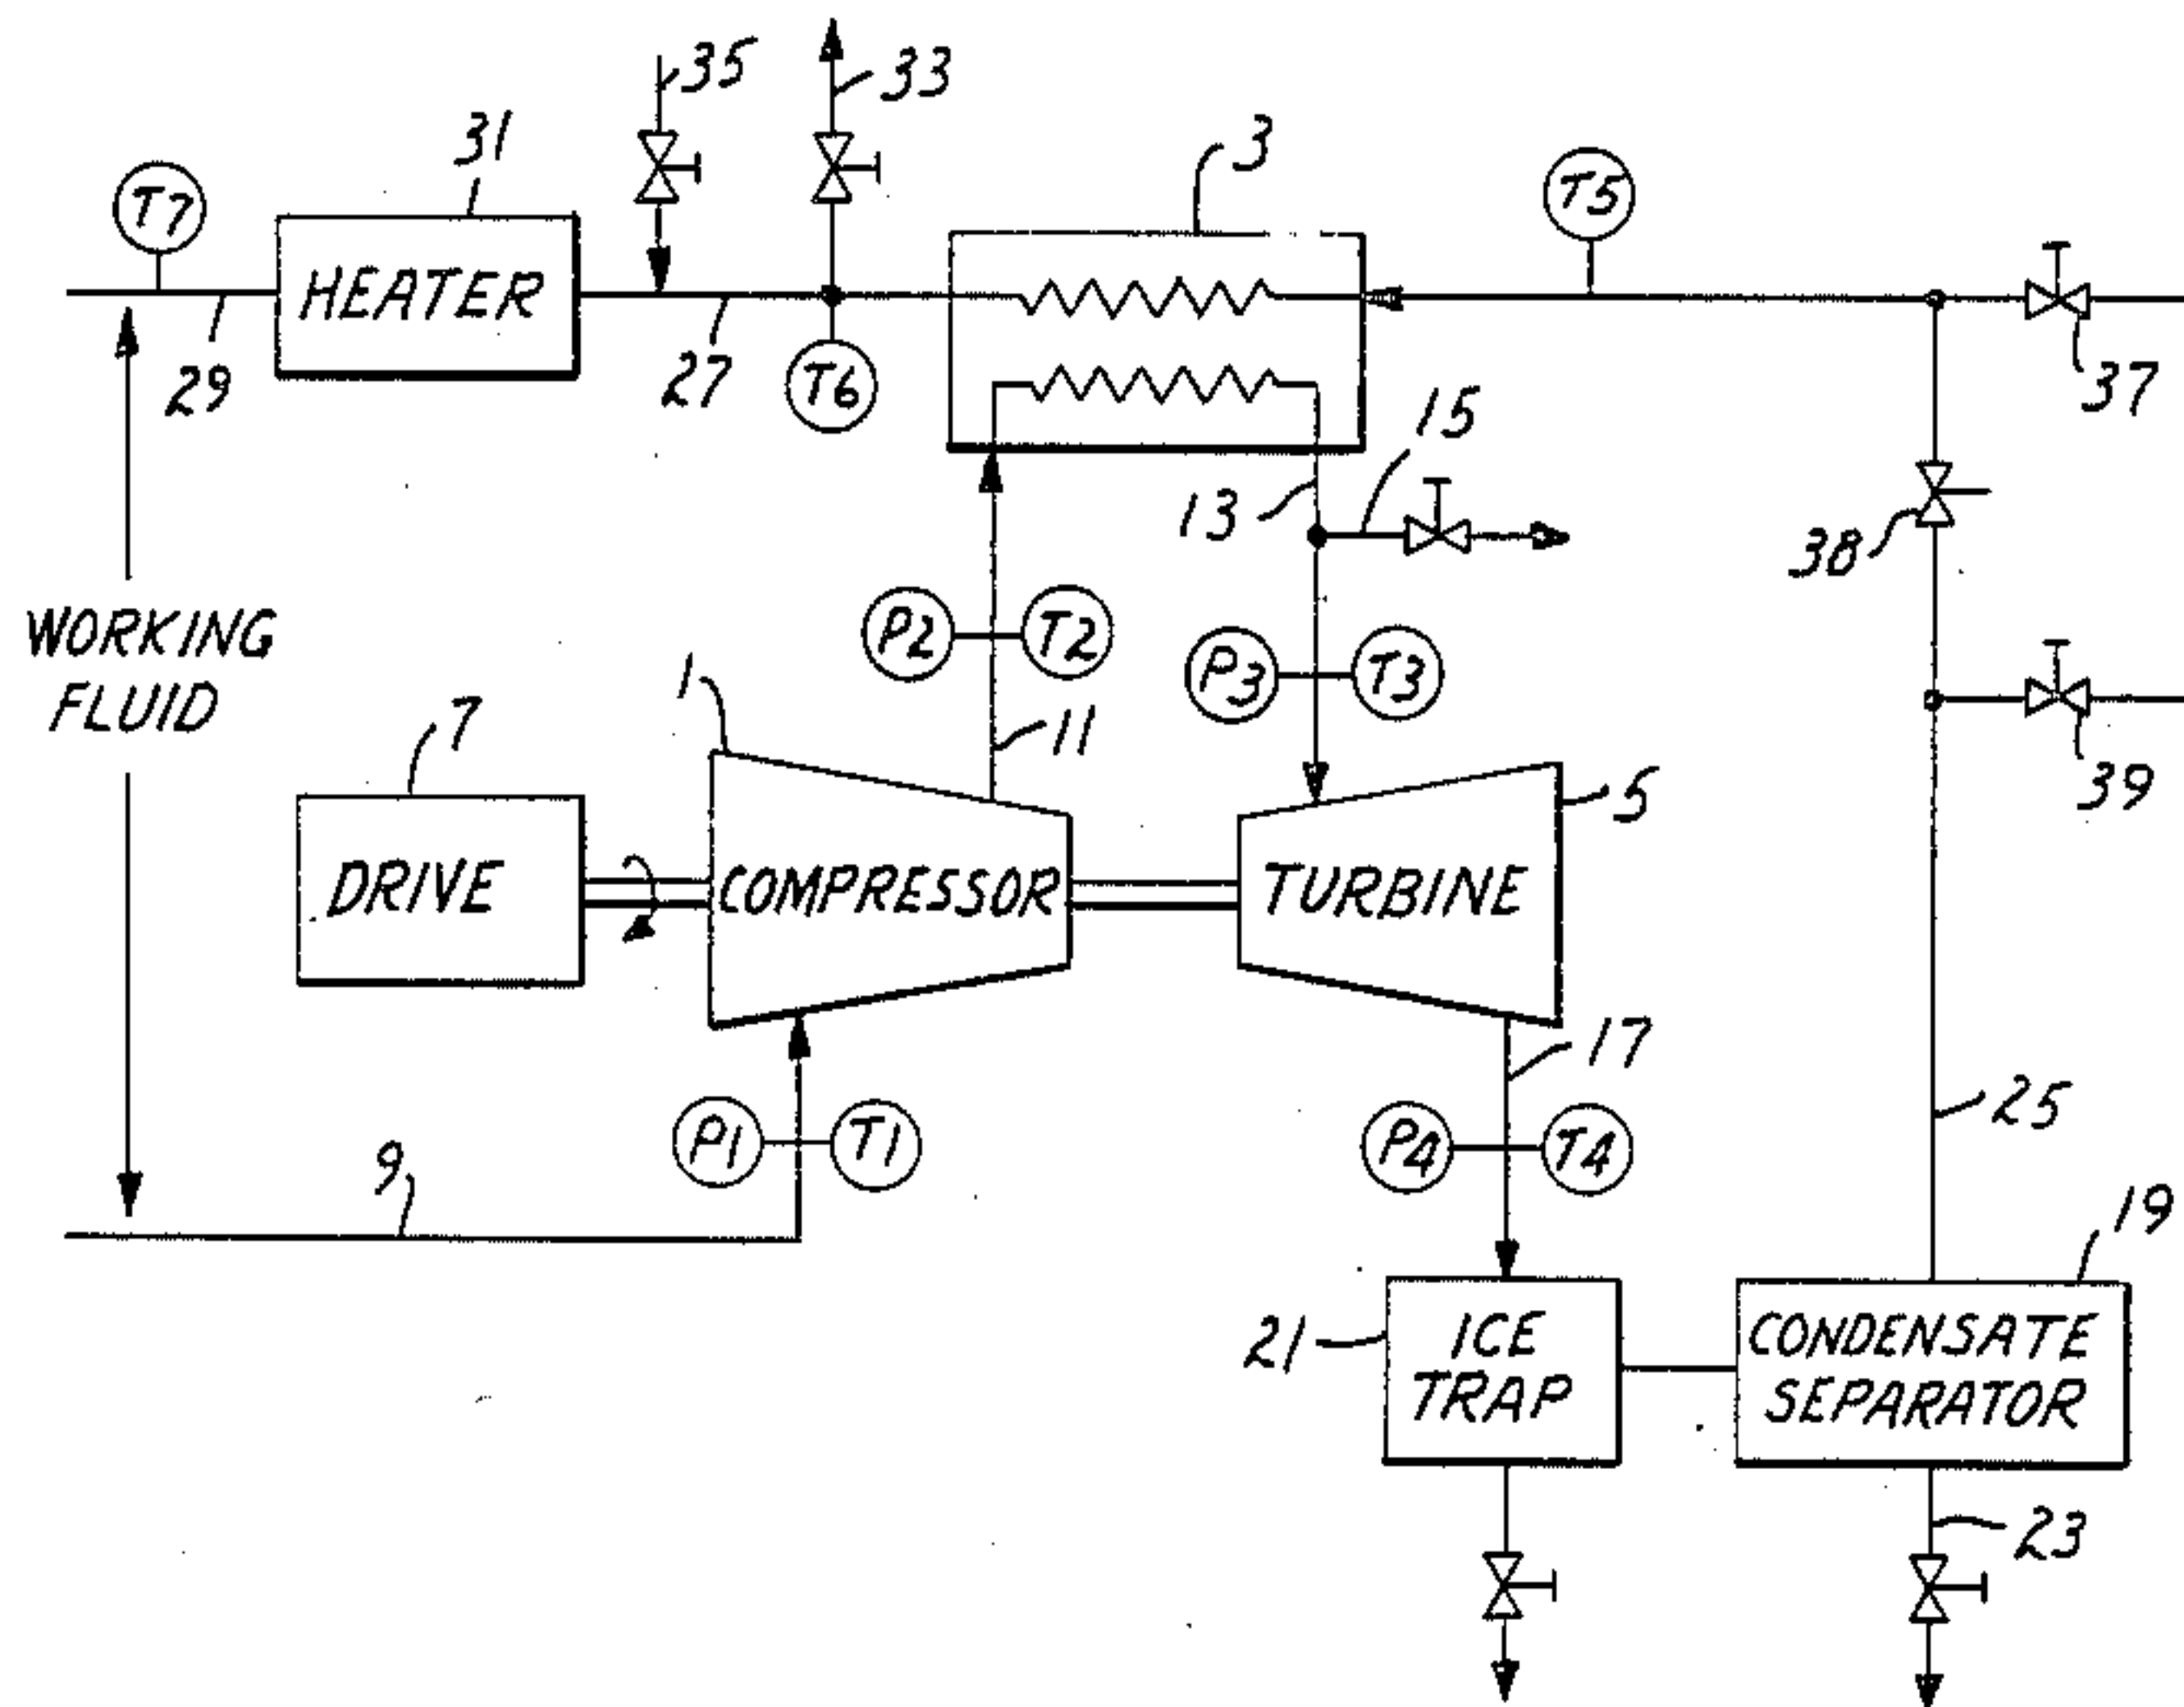 35
33
31
3
T7
T5
HEATER
29
27
T6
37
15
13
38
WORKING
FLUID
P2
T2
P3
T3
7
1
11
5
39
DRIVE
COMPRESSOR
TURBINE
17
25
P1
T1
P4
T4
9
19
21
ICE
TRAP
CONDENSATE
SEPARATOR
23